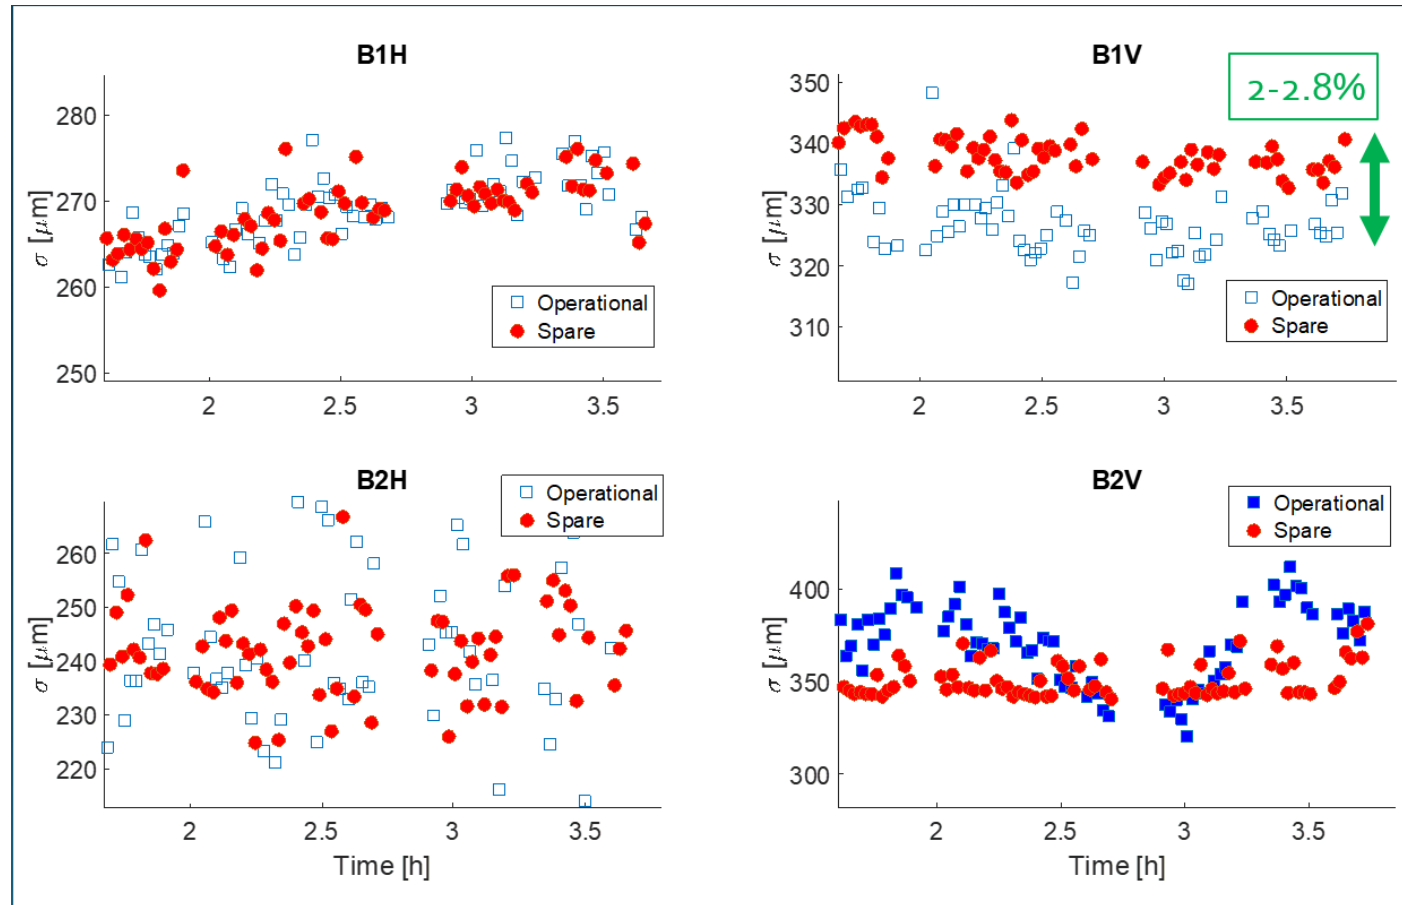 B1H
280
270
260
250
σ [μm]
2
2.5
3
3.5
Operational
Spare
B1V
2-2.8%
350
340
330
320
310
σ [μm]
2
2.5
3
3.5
Operational
Spare
B2H
260
250
240
230
220
σ [μm]
2
2.5
3
3.5
Time [h]
Operational
Spare
B2V
400
350
300
σ [μm]
2
2.5
3
3.5
Time [h]
Operational
Spare